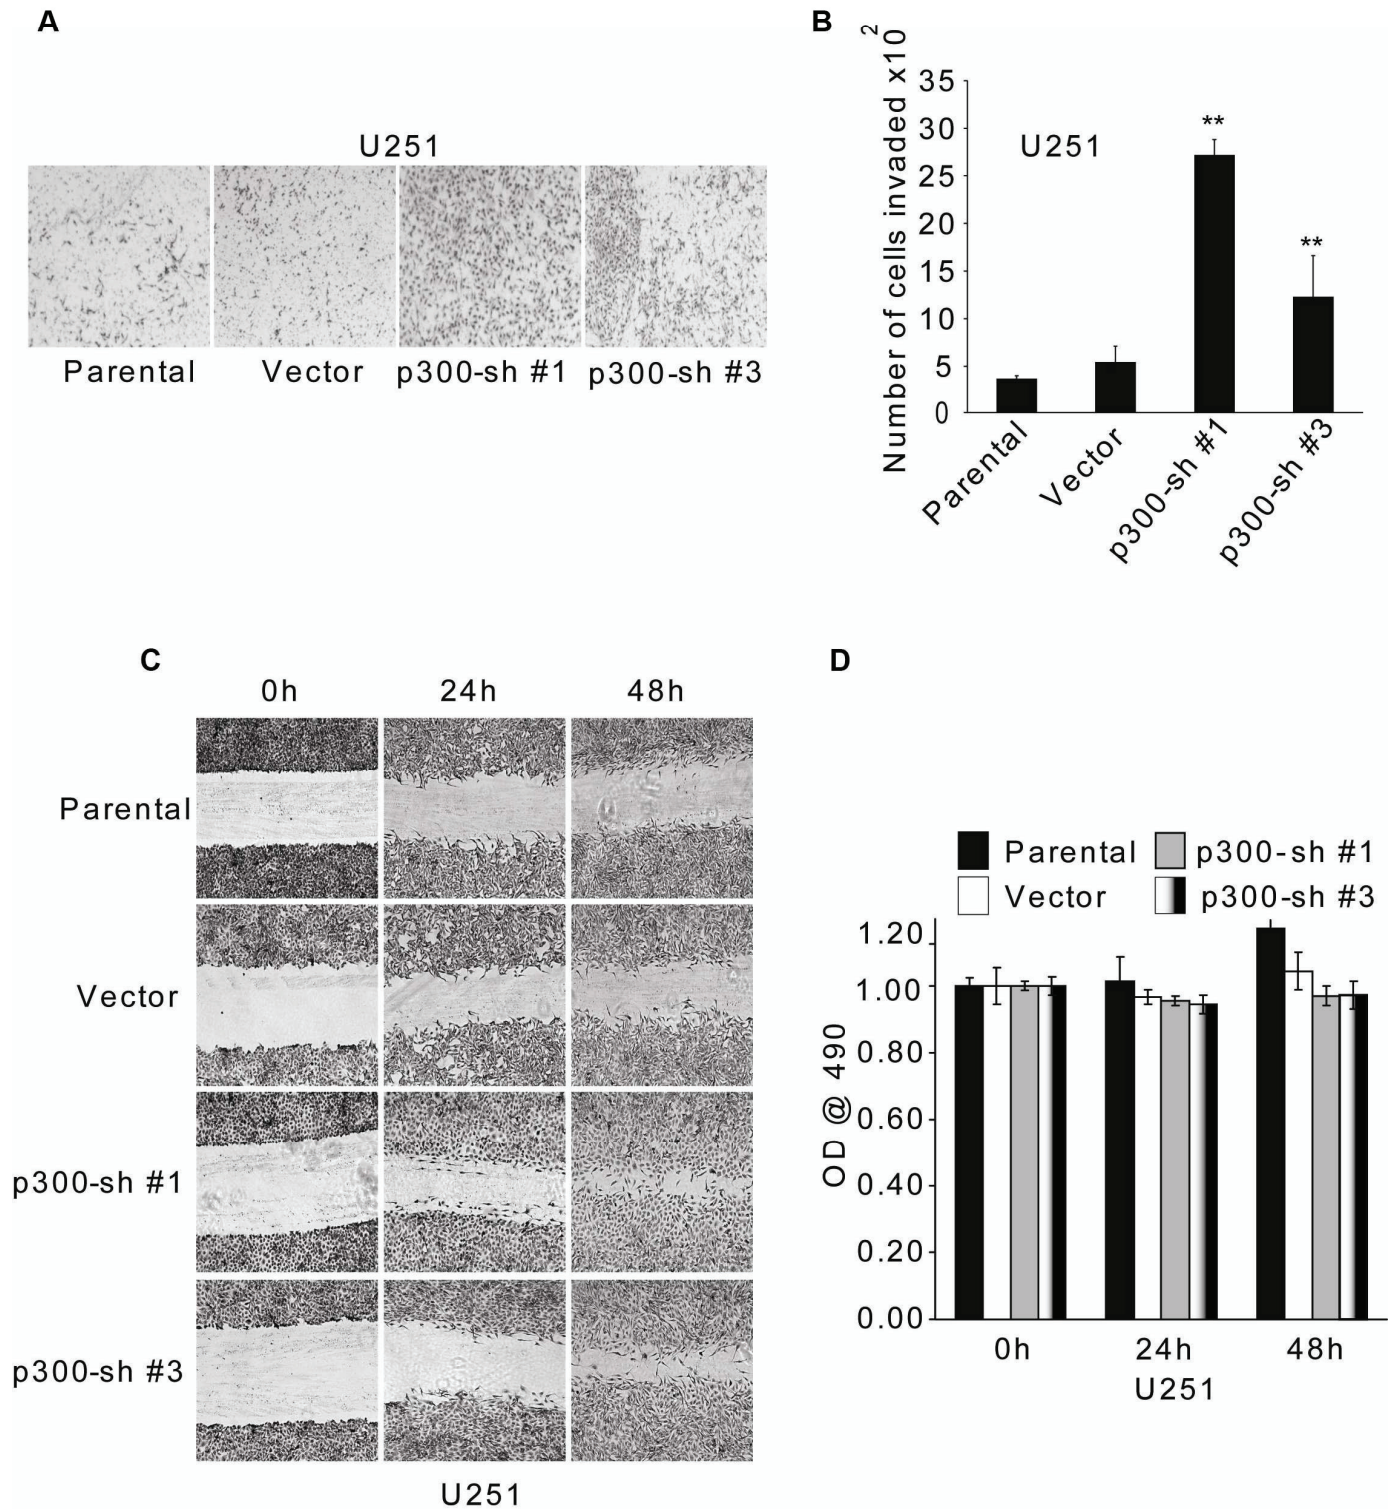 A
U251
Parental Vector p300-sh #1 p300-sh #3
B
Number of cells invaded x10²
35
30
25
20
15
10
5
0
U251
**
**
Parental
Vector
p300-sh #1
p300-sh #3
C
0h 24h 48h
Parental
Vector
p300-sh #1
p300-sh #3
U251
D
Parental p300-sh #1
Vector p300-sh #3
OD @ 490
1.20
1.00
0.80
0.60
0.40
0.20
0.00
0h 24h 48h
U251